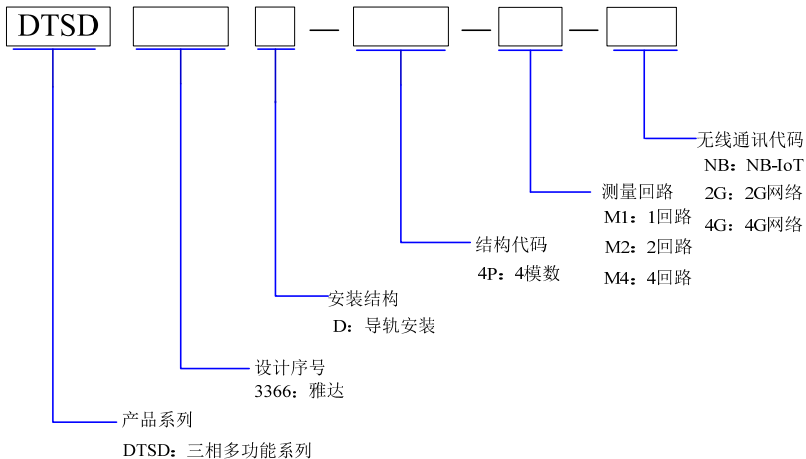 DTSD — — —
无线通讯代码
NB：NB-IoT
2G：2G网络
4G：4G网络
测量回路
M1：1回路
M2：2回路
M4：4回路
结构代码
4P：4模数
安装结构
D：导轨安装
设计序号
3366：雅达
产品系列
DTSD：三相多功能系列